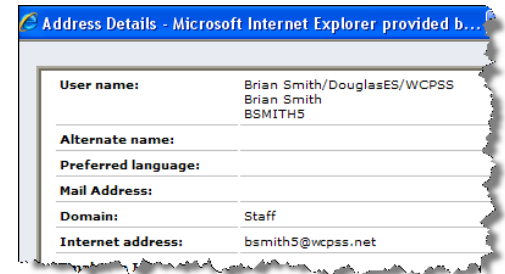 Address Details - Microsoft Internet Explorer provided b...
User name: Brian Smith/DouglasES/WCPSS
Brian Smith
BSMITH5
Alternate name:
Preferred language:
Mail Address:
Domain: Staff
Internet address: bsmith5@wcpss.net